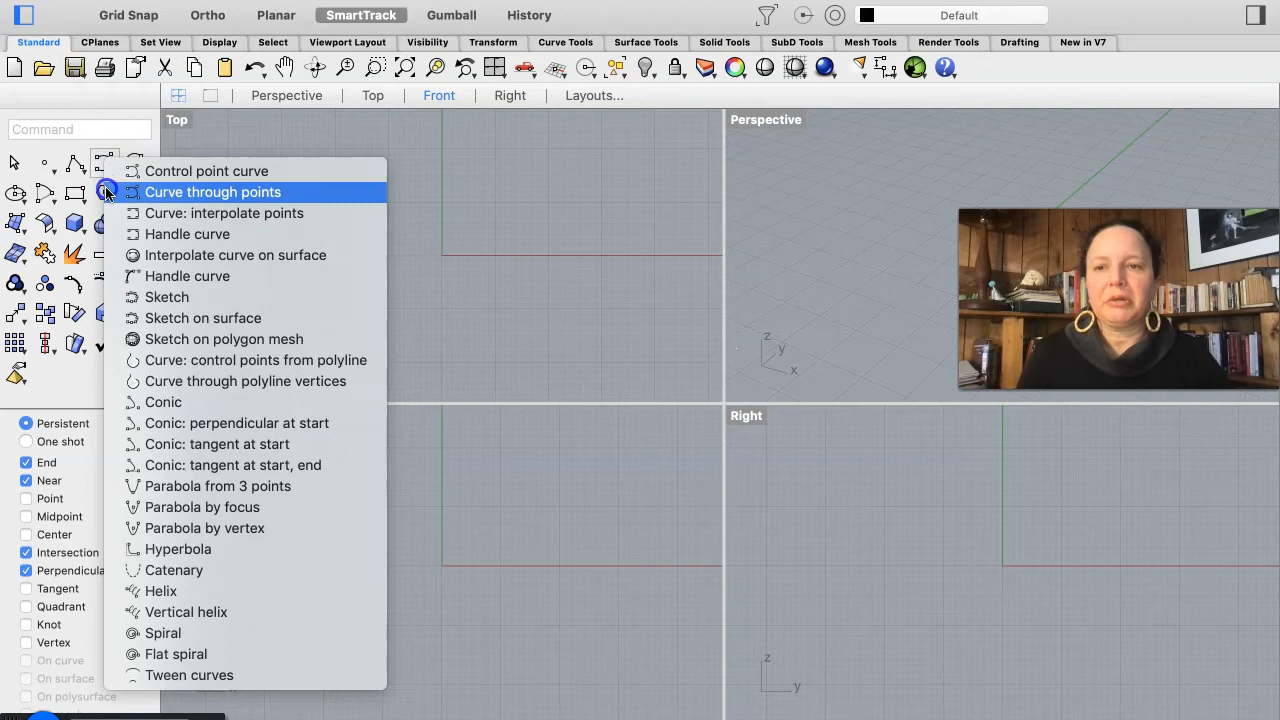 Grid Snap Ortho Planar SmartTrack Gumball History Default
Standard CPlanes Set View Display Select Viewport Layout Visibility Transform Curve Tools Surface Tools Solid Tools SubD Tools Mesh Tools Render Tools Drafting New in V7
Perspective Top Front Right Layouts...
Top
Perspective
Command
Control point curve
Curve through points
Curve: interpolate points
Handle curve
Interpolate curve on surface
Handle curve
Sketch
Sketch on surface
Sketch on polygon mesh
Curve: control points from polyline
Curve through polyline vertices
Conic
Conic: perpendicular at start
Conic: tangent at start
Conic: tangent at start, end
Parabola from 3 points
Parabola by focus
Parabola by vertex
Hyperbola
Catenary
Helix
Vertical helix
Spiral
Flat spiral
Tween curves
Persistent
One shot
End
Near
Point
Midpoint
Center
Intersection
Perpendicula
Tangent
Quadrant
Knot
Vertex
On curve
On surface
On polysurface
z
y
x
Right
z
y